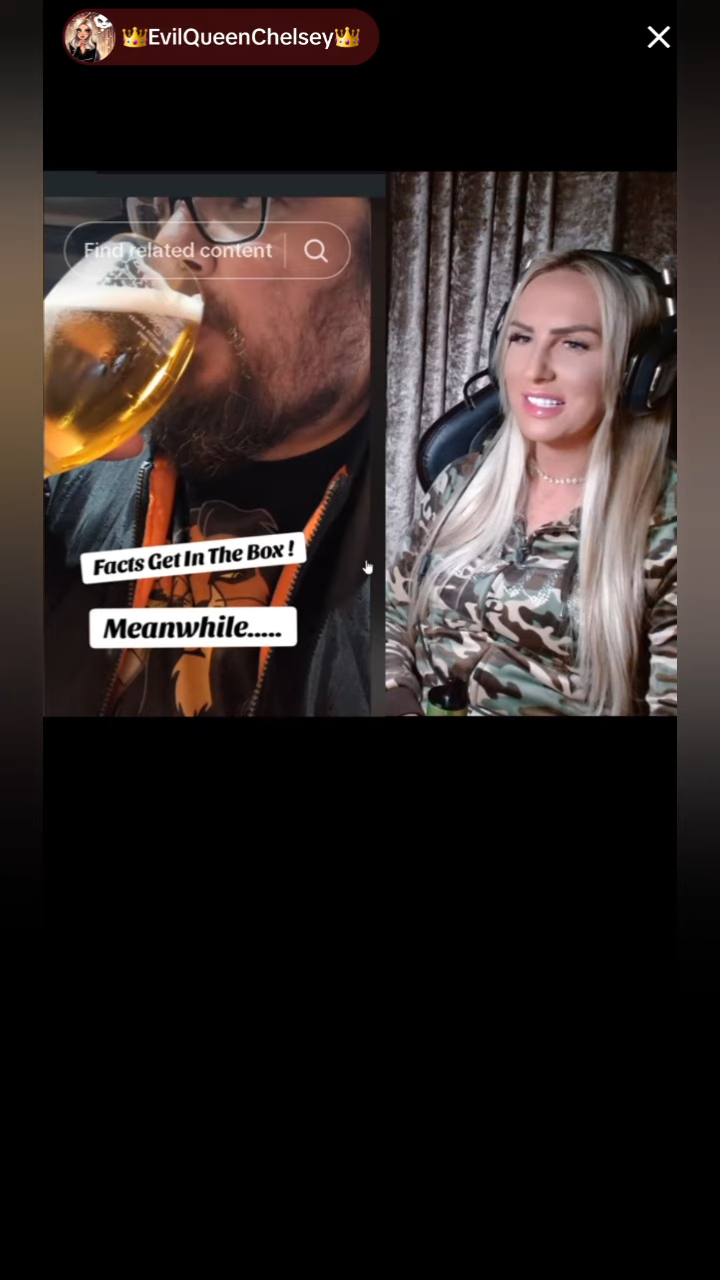 👑EvilQueenChelsey👑
Find related content
Facts Get In The Box !
Meanwhile.....